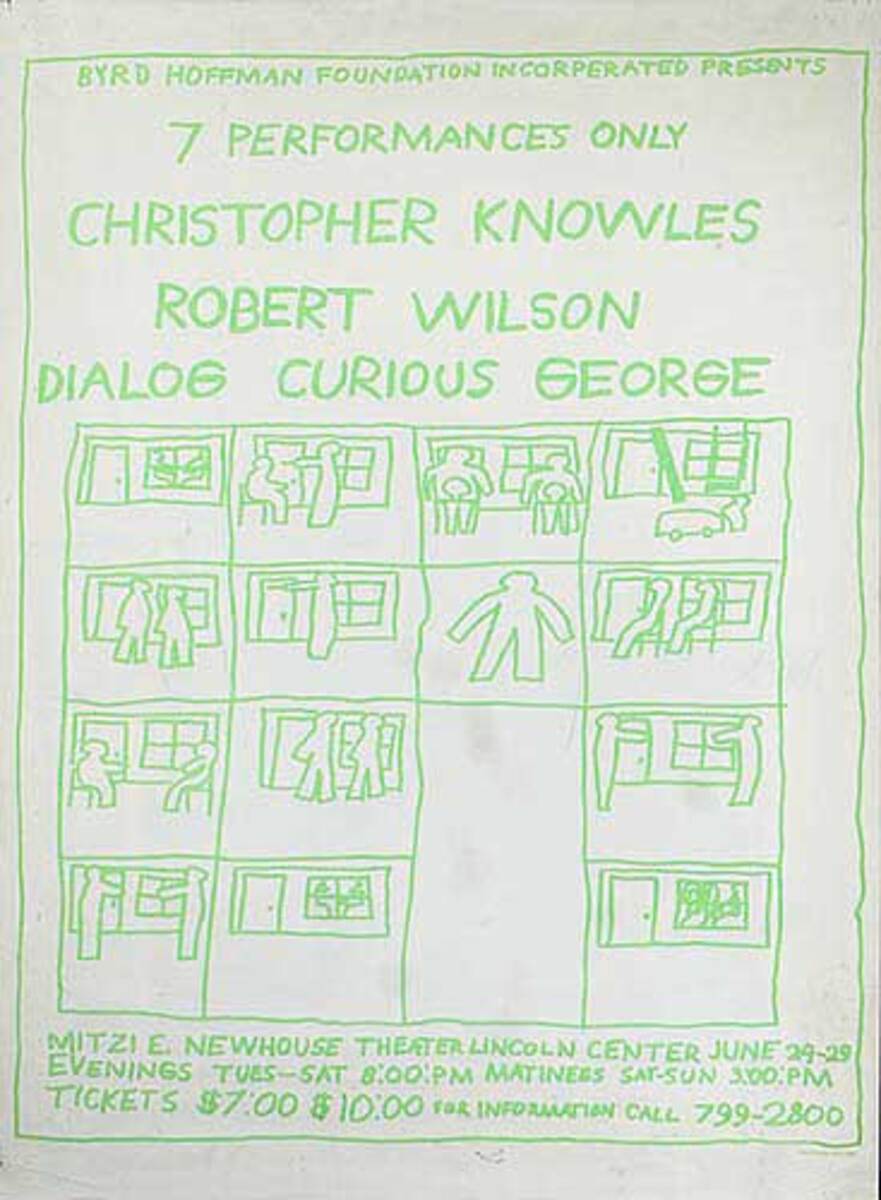 BYRD HOFFMAN FOUNDATION INCORPERATED PRESENTS
7 PERFORMANCES ONLY
CHRISTOPHER KNOWLES
ROBERT WILSON
DIALOG CURIOUS GEORGE
MITZI E. NEWHOUSE THEATER LINCOLN CENTER JUNE 24-29
EVENINGS TUES-SAT 8:00:PM MATINEES SAT-SUN 3:00:PM
TICKETS $7:00 $10:00 FOR INFORMATION CALL 799-2800